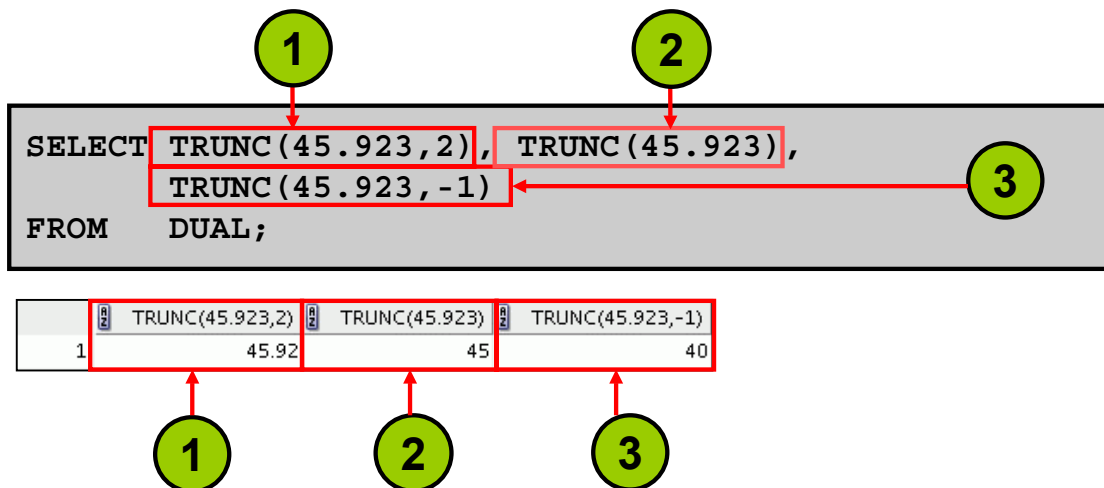 1 2
SELECT TRUNC(45.923,2), TRUNC(45.923),
TRUNC(45.923,-1) 3
FROM DUAL;
TRUNC(45.923,2) TRUNC(45.923) TRUNC(45.923,-1)
1 45.92 45 40
1 2 3